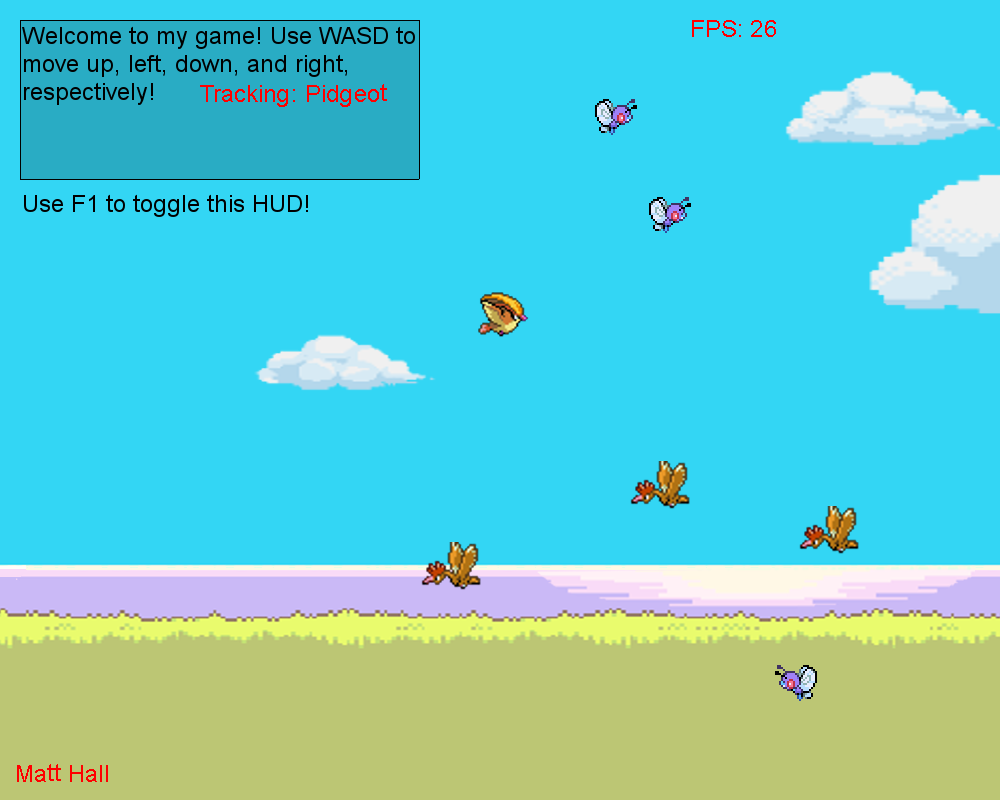 Welcome to my game! Use WASD to
move up, left, down, and right,
respectively!
Tracking: Pidgeot
Use F1 to toggle this HUD!
FPS: 26
Matt Hall